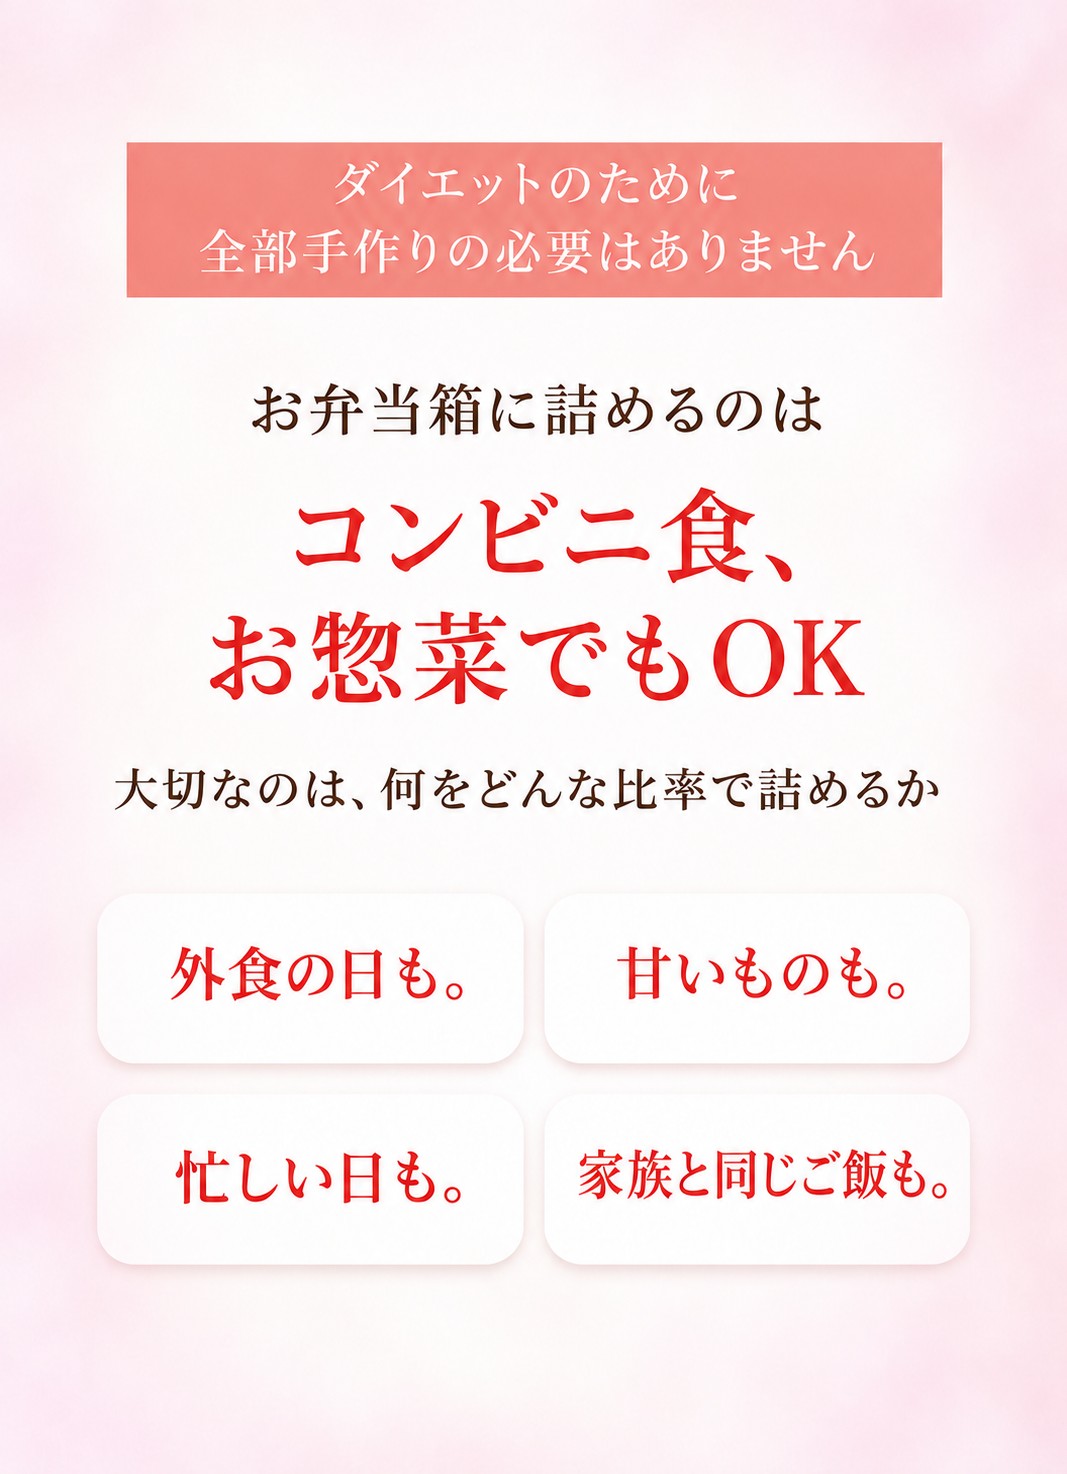 ダイエットのために
全部手作りの必要はありません
お弁当箱に詰めるのは
コンビニ食、
お惣菜でもOK
大切なのは、何をどんな比率で詰めるか
外食の日も。
甘いものも。
忙しい日も。
家族と同じご飯も。